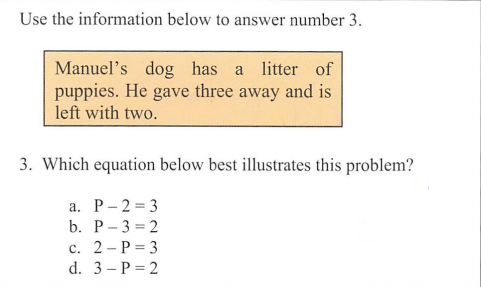 Use the information below to answer number 3.
Manuel's dog has a litter of
puppies. He gave three away and is
left with two.
3. Which equation below best illustrates this problem?
a. P – 2 = 3
b. P – 3 = 2
c. 2 – P = 3
d. 3 – P = 2